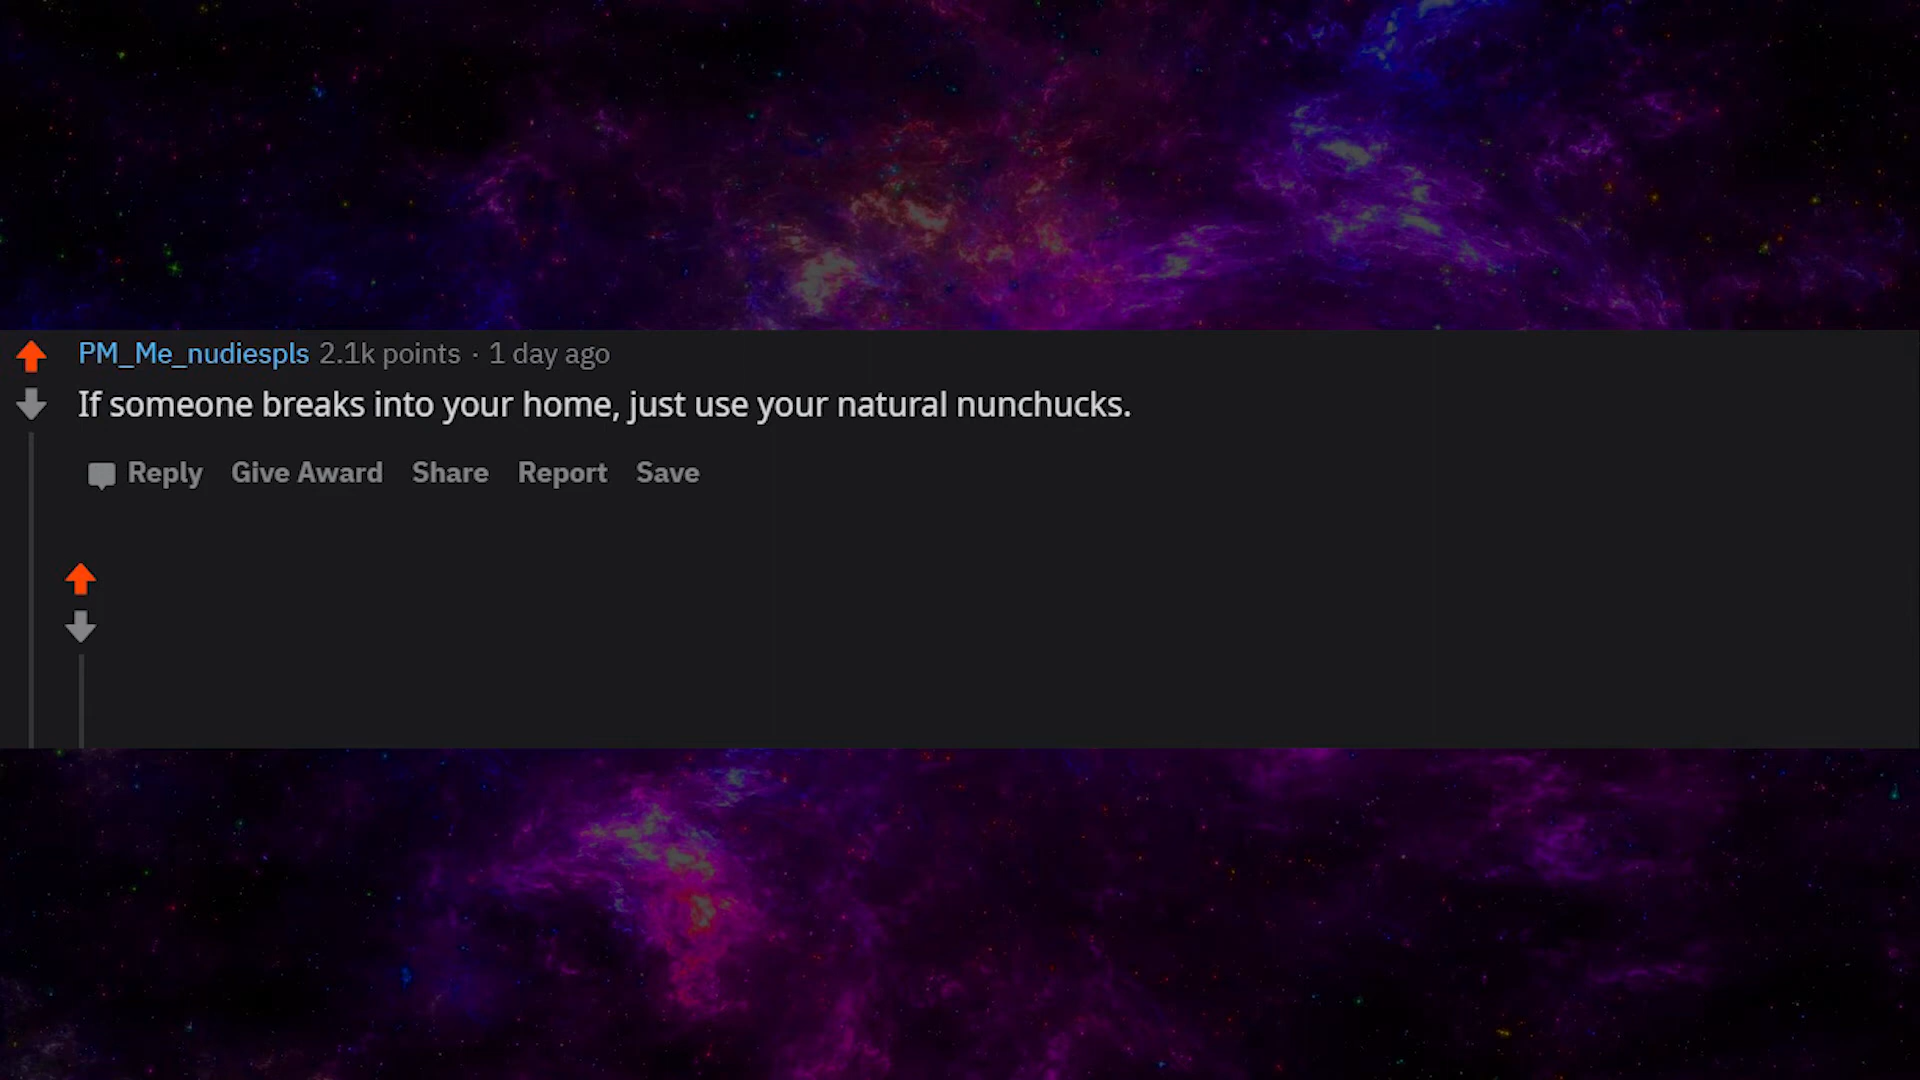 PM_Me_nudiespls 2.1k points · 1 day ago
If someone breaks into your home, just use your natural nunchucks.
Reply Give Award Share Report Save